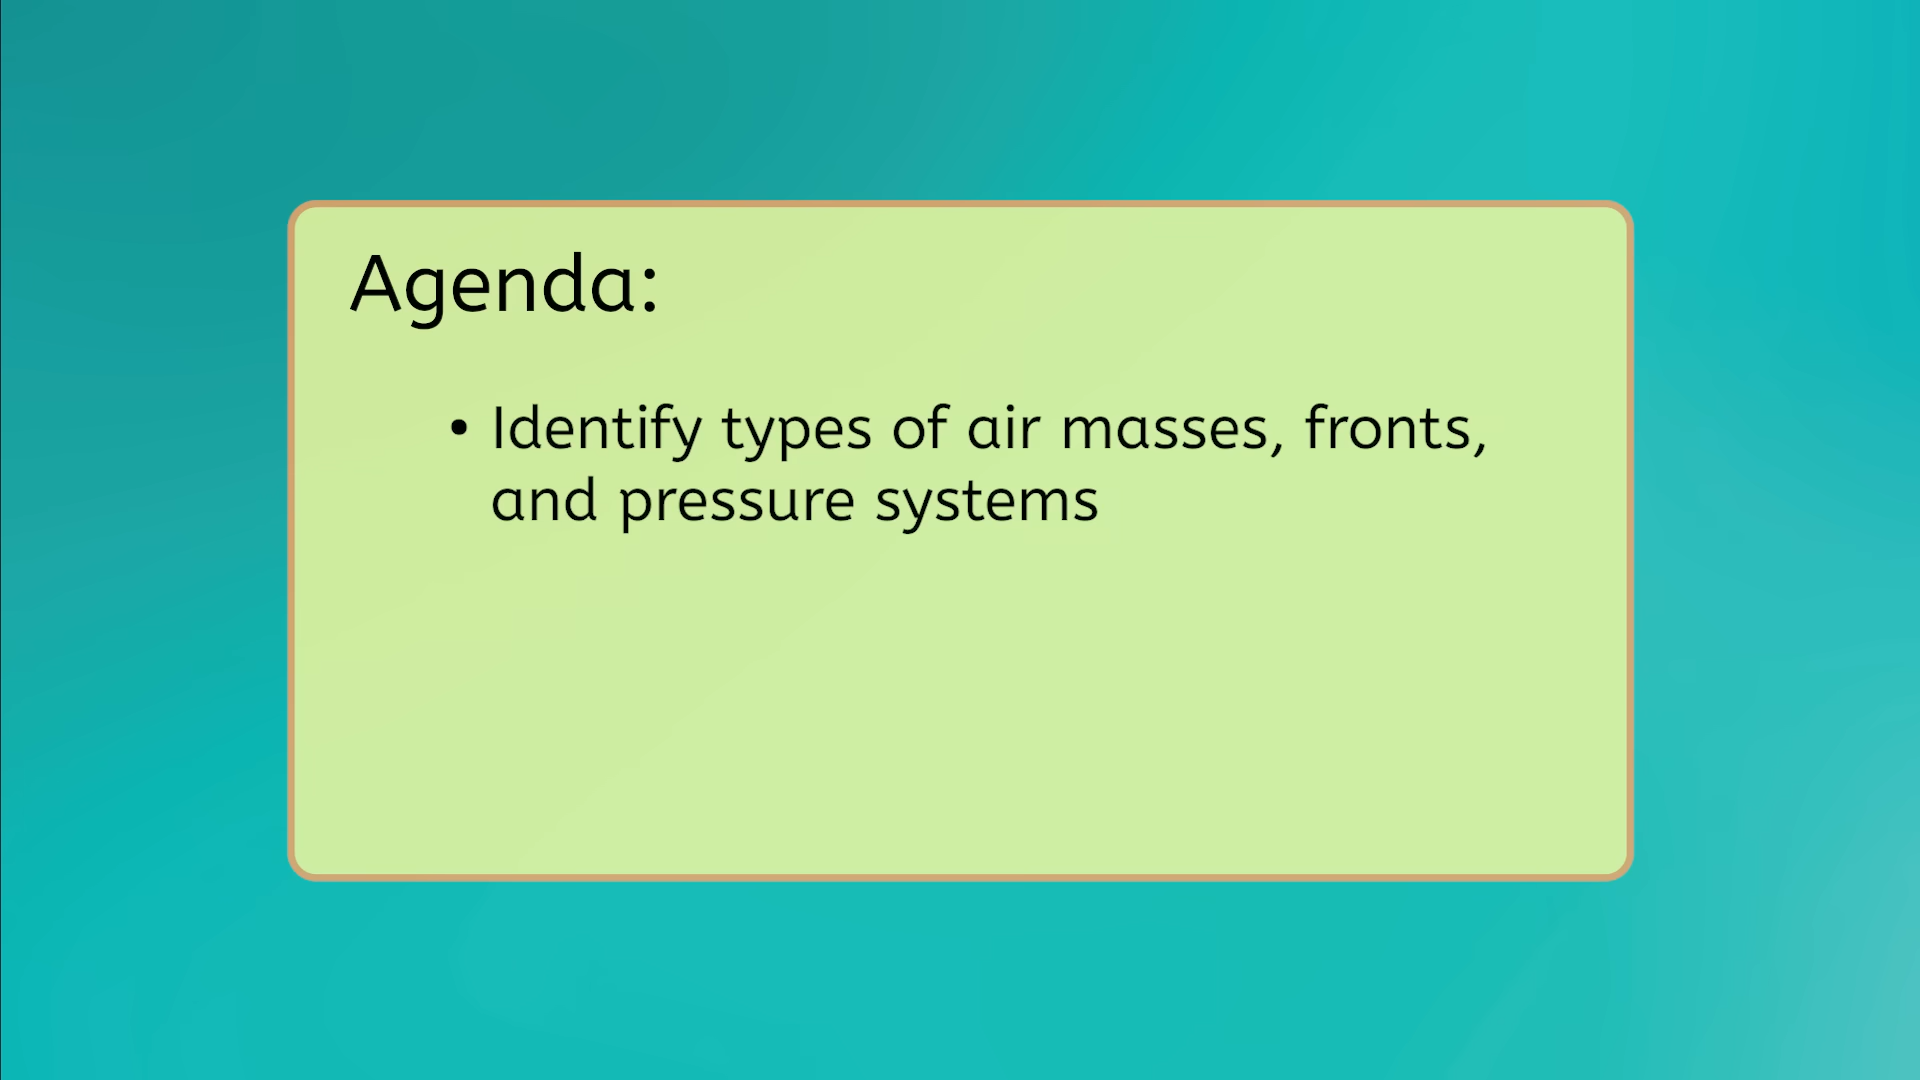 Agenda:
• Identify types of air masses, fronts,
and pressure systems